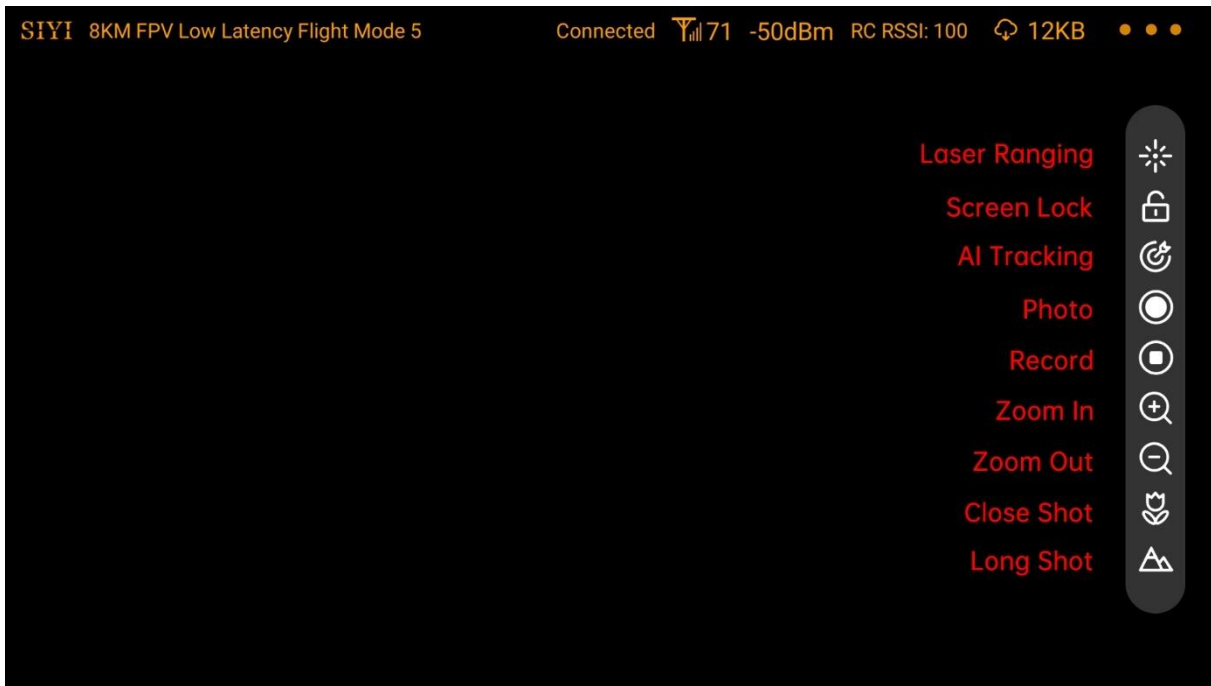 SIYI 8KM FPV Low Latency Flight Mode 5 Connected 71 -50dBm RC RSSI: 100 12KB
Laser Ranging
Screen Lock
AI Tracking
Photo
Record
Zoom In
Zoom Out
Close Shot
Long Shot